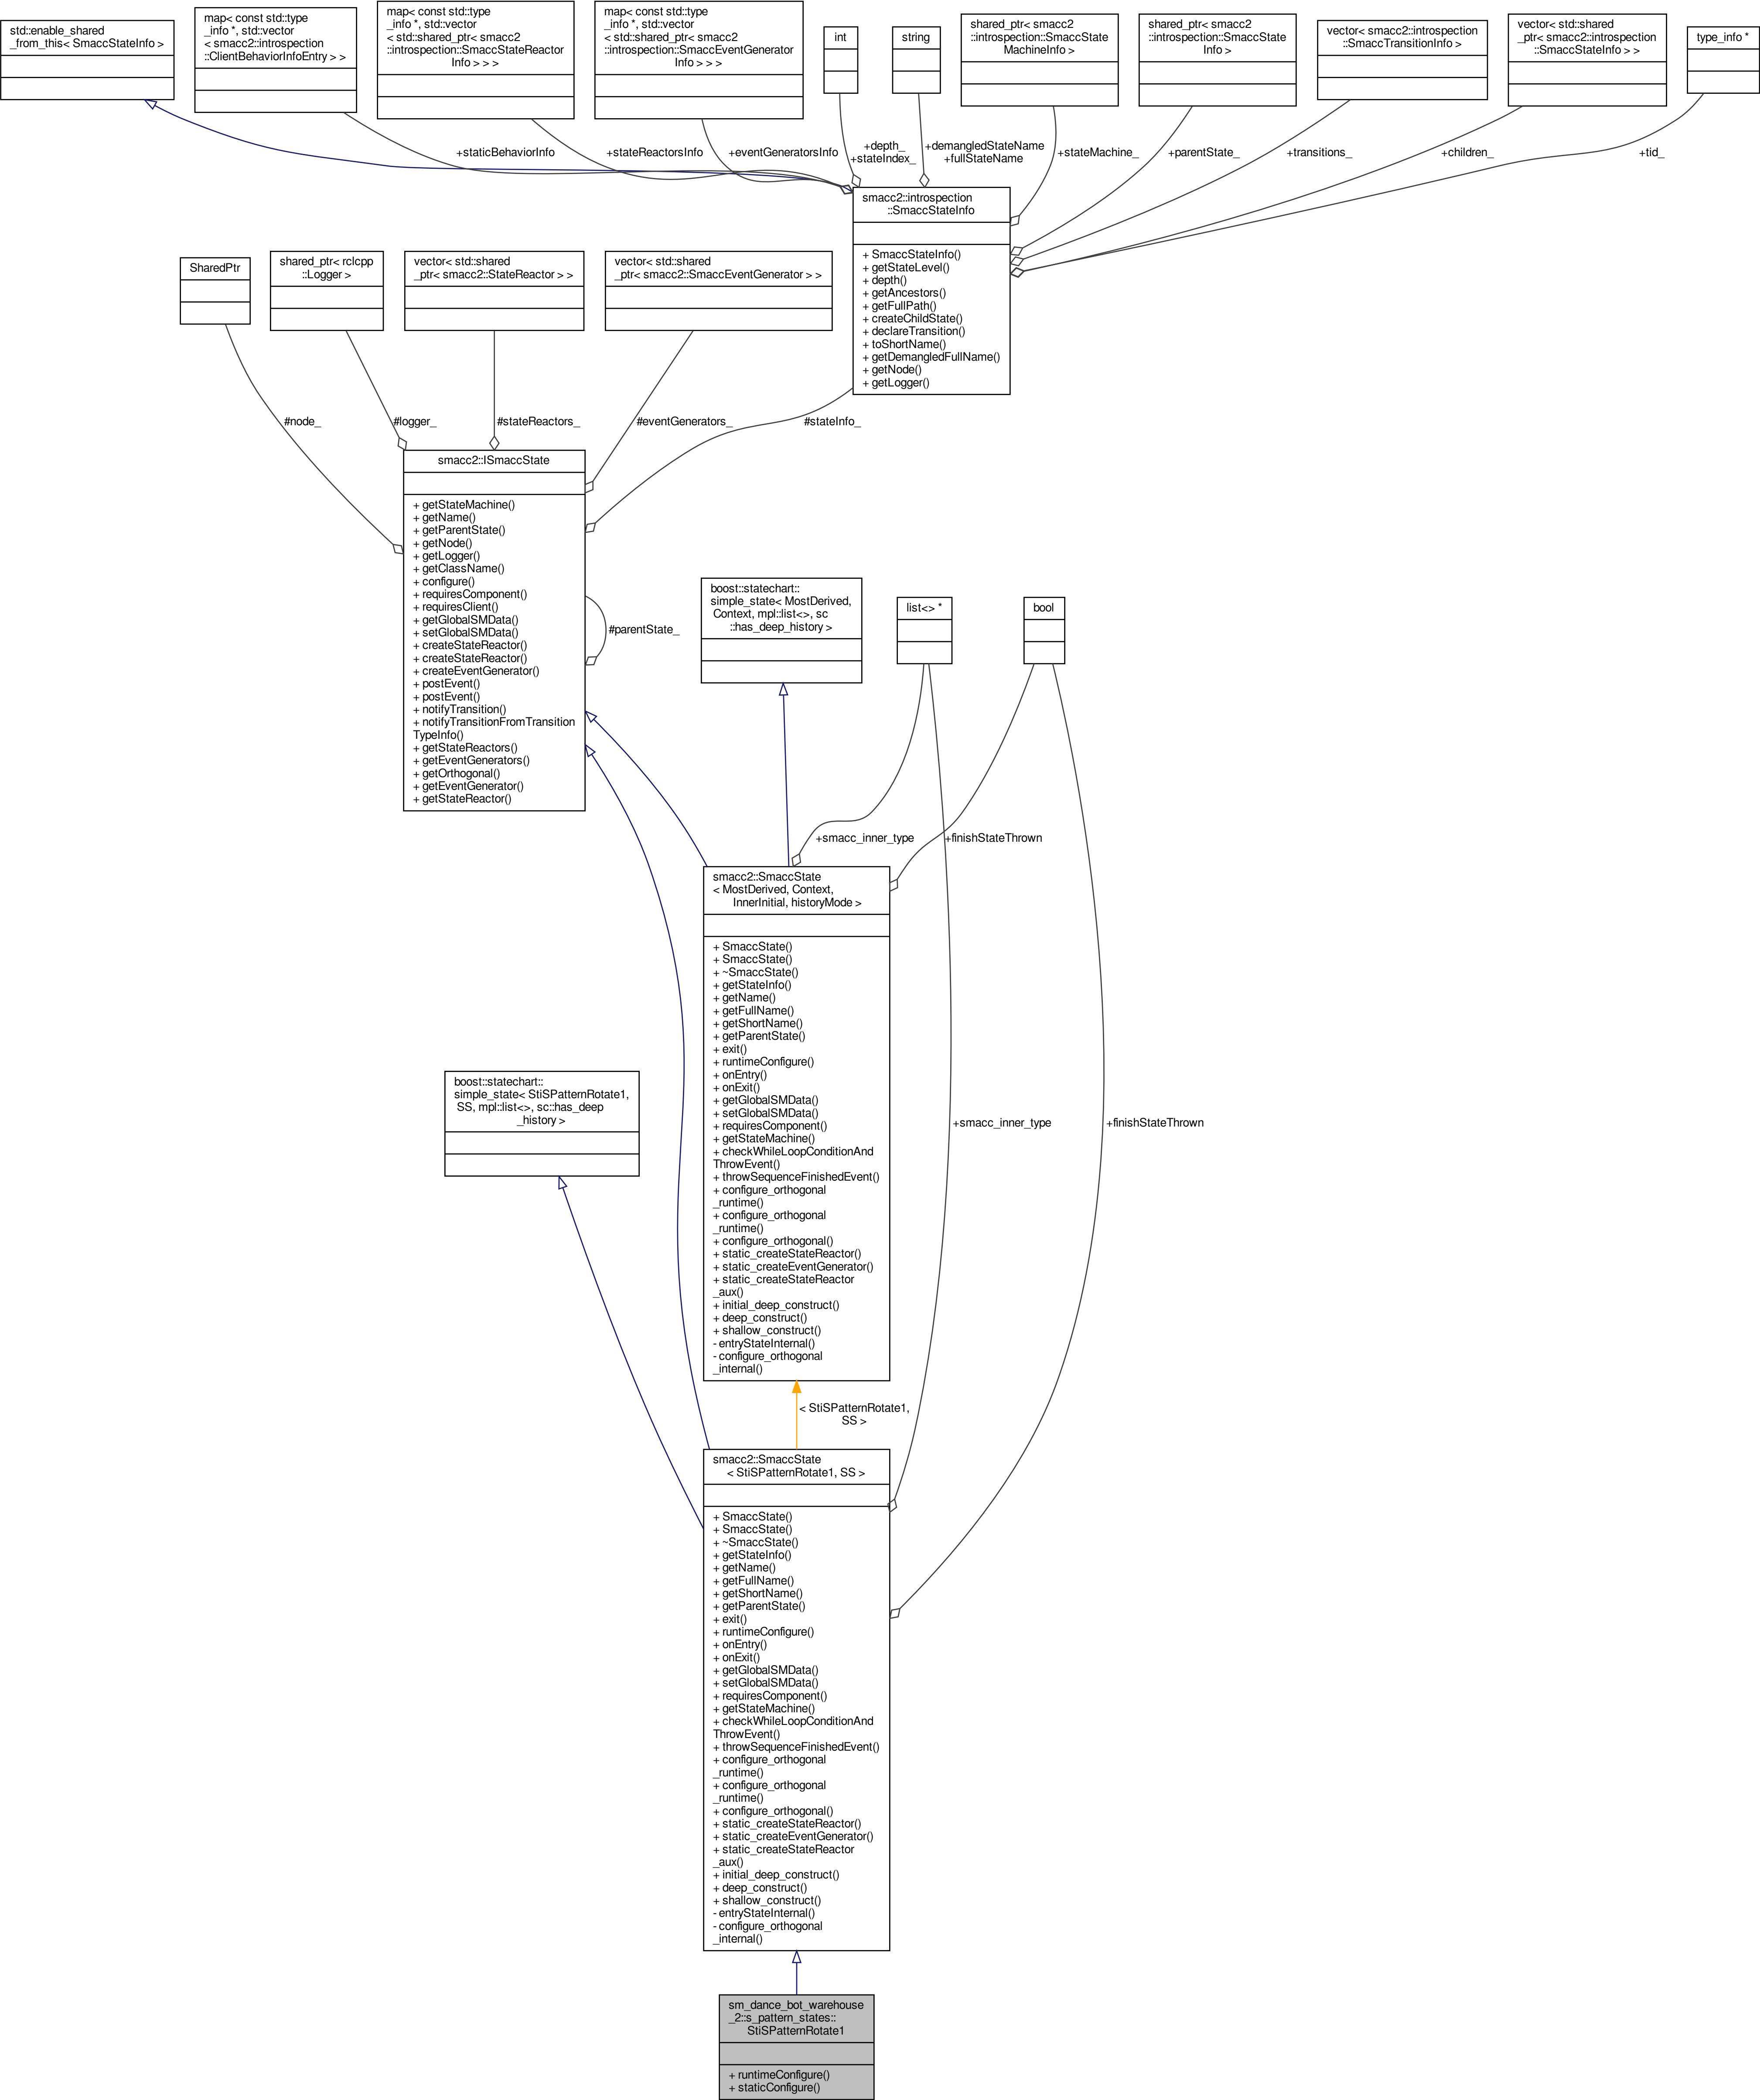 std::enable_shared
_from_this< SmaccStateInfo >
map< const std::type
_info *, std::vector
< smacc2::introspection
::ClientBehaviorInfoEntry > >
map< const std::type
_info *, std::vector
< std::shared_ptr< smacc2
::introspection::SmaccStateReactor
Info > > >
map< const std::type
_info *, std::vector
< std::shared_ptr< smacc2
::introspection::SmaccEventGenerator
Info > > >
int
string
shared_ptr< smacc2
::introspection::SmaccState
MachineInfo >
shared_ptr< smacc2
::introspection::SmaccState
Info >
vector< smacc2::introspection
::SmaccTransitionInfo >
vector< std::shared
_ptr< smacc2::introspection
::SmaccStateInfo > >
type_info *
+staticBehaviorInfo
+stateReactorsInfo
+eventGeneratorsInfo
+depth_
+stateIndex_
+demangledStateName
+fullStateName
+stateMachine_
+parentState_
+transitions_
+children_
+tid_
smacc2::introspection
::SmaccStateInfo
+ SmaccStateInfo()
+ getStateLevel()
+ depth()
+ getAncestors()
+ getFullPath()
+ createChildState()
+ declareTransition()
+ toShortName()
+ getDemangledFullName()
+ getNode()
+ getLogger()
SharedPtr
shared_ptr< rclcpp
::Logger >
vector< std::shared
_ptr< smacc2::StateReactor > >
vector< std::shared
_ptr< smacc2::SmaccEventGenerator > >
#node_
#logger_
#stateReactors_
#eventGenerators_
#stateInfo_
smacc2::ISmaccState
+ getStateMachine()
+ getName()
+ getParentState()
+ getNode()
+ getLogger()
+ getClassName()
+ configure()
+ requiresComponent()
+ requiresClient()
+ getGlobalSMData()
+ setGlobalSMData()
+ createStateReactor()
+ createStateReactor()
+ createEventGenerator()
+ postEvent()
+ postEvent()
+ notifyTransition()
+ notifyTransitionFromTransition
TypeInfo()
+ getStateReactors()
+ getEventGenerators()
+ getOrthogonal()
+ getEventGenerator()
+ getStateReactor()
#parentState_
boost::statechart::
simple_state< MostDerived,
Context, mpl::list<>, sc
::has_deep_history >
list<> *
bool
+smacc_inner_type
+finishStateThrown
smacc2::SmaccState
< MostDerived, Context,
InnerInitial, historyMode >
+ SmaccState()
+ SmaccState()
+ ~SmaccState()
+ getStateInfo()
+ getName()
+ getFullName()
+ getShortName()
+ getParentState()
+ exit()
+ runtimeConfigure()
+ onEntry()
+ onExit()
+ getGlobalSMData()
+ setGlobalSMData()
+ requiresComponent()
+ getStateMachine()
+ checkWhileLoopConditionAnd
ThrowEvent()
+ throwSequenceFinishedEvent()
+ configure_orthogonal
_runtime()
+ configure_orthogonal
_runtime()
+ configure_orthogonal()
+ static_createStateReactor()
+ static_createEventGenerator()
+ static_createStateReactor
_aux()
+ initial_deep_construct()
+ deep_construct()
+ shallow_construct()
- entryStateInternal()
- configure_orthogonal
_internal()
boost::statechart::
simple_state< StiSPatternRotate1,
SS, mpl::list<>, sc::has_deep
_history >
+smacc_inner_type
+finishStateThrown
< StiSPatternRotate1,
SS >
smacc2::SmaccState
< StiSPatternRotate1, SS >
+ SmaccState()
+ SmaccState()
+ ~SmaccState()
+ getStateInfo()
+ getName()
+ getFullName()
+ getShortName()
+ getParentState()
+ exit()
+ runtimeConfigure()
+ onEntry()
+ onExit()
+ getGlobalSMData()
+ setGlobalSMData()
+ requiresComponent()
+ getStateMachine()
+ checkWhileLoopConditionAnd
ThrowEvent()
+ throwSequenceFinishedEvent()
+ configure_orthogonal
_runtime()
+ configure_orthogonal
_runtime()
+ configure_orthogonal()
+ static_createStateReactor()
+ static_createEventGenerator()
+ static_createStateReactor
_aux()
+ initial_deep_construct()
+ deep_construct()
+ shallow_construct()
- entryStateInternal()
- configure_orthogonal
_internal()
sm_dance_bot_warehouse
_2::s_pattern_states::
StiSPatternRotate1
+ runtimeConfigure()
+ staticConfigure()